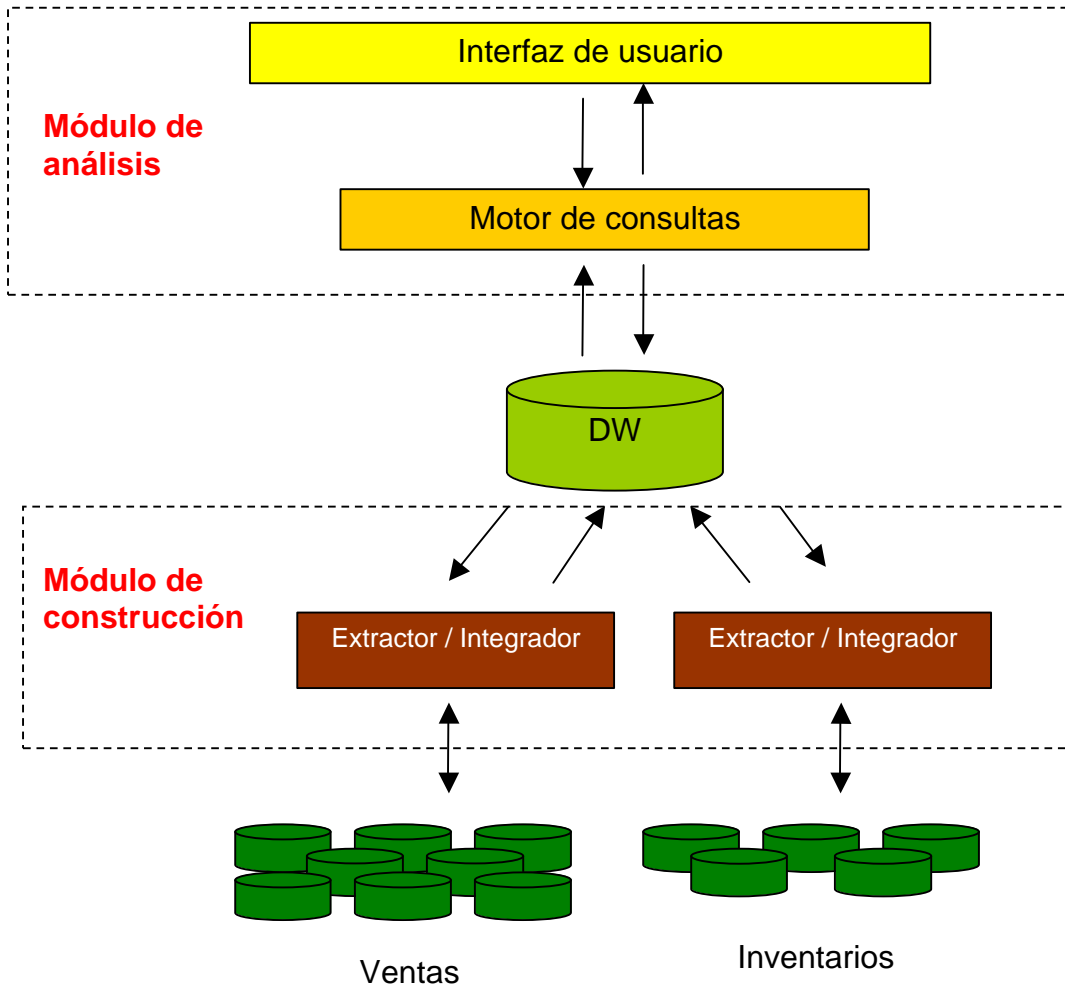 Interfaz de usuario
Módulo de
análisis
Motor de consultas
DW
Módulo de
construcción
Extractor / Integrador
Extractor / Integrador
Ventas
Inventarios